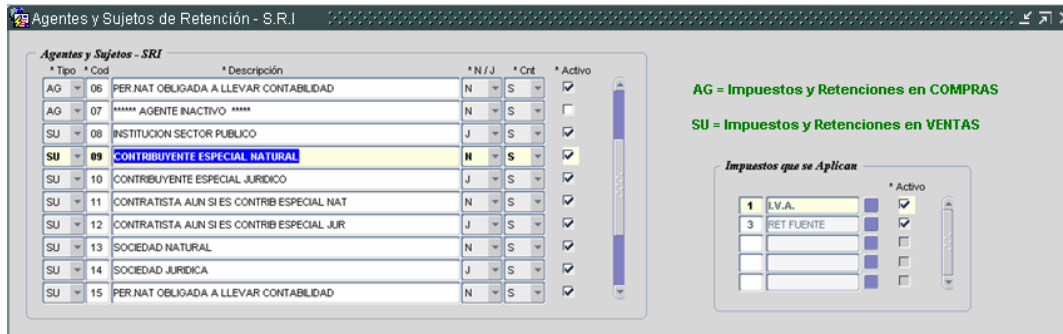 Agentes y Sujetos de Retención - S.R.I
Agentes y Sujetos - SRI
* Tipo * Cod * Descripción * N / J * Cnt * Activo
AG 06 PER.NAT OBLIGADA A LLEVAR CONTABILIDAD N S
AG 07 ****** AGENTE INACTIVO ***** N S
SU 08 INSTITUCION SECTOR PUBLICO J S
SU 09 CONTRIBUYENTE ESPECIAL NATURAL N S
SU 10 CONTRIBUYENTE ESPECIAL JURIDICO J S
SU 11 CONTRATISTA AUN SI ES CONTRIB ESPECIAL NAT N S
SU 12 CONTRATISTA AUN SI ES CONTRIB ESPECIAL JUR J S
SU 13 SOCIEDAD NATURAL N S
SU 14 SOCIEDAD JURIDICA J S
SU 15 PER.NAT OBLIGADA A LLEVAR CONTABILIDAD N S
AG = Impuestos y Retenciones en COMPRAS
SU = Impuestos y Retenciones en VENTAS
Impuestos que se Aplican
* Activo
1 I.V.A.
3 RET FUENTE